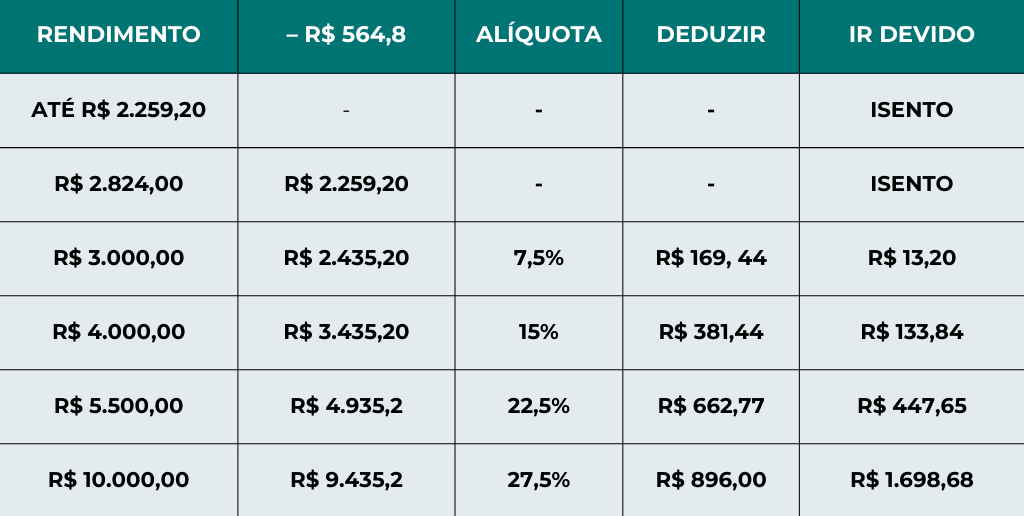 RENDIMENTO – R$ 564,8 ALÍQUOTA DEDUZIR IR DEVIDO
ATÉ R$ 2.259,20 - - - ISENTO
R$ 2.824,00 R$ 2.259,20 - - ISENTO
R$ 3.000,00 R$ 2.435,20 7,5% R$ 169, 44 R$ 13,20
R$ 4.000,00 R$ 3.435,20 15% R$ 381,44 R$ 133,84
R$ 5.500,00 R$ 4.935,2 22,5% R$ 662,77 R$ 447,65
R$ 10.000,00 R$ 9.435,2 27,5% R$ 896,00 R$ 1.698,68